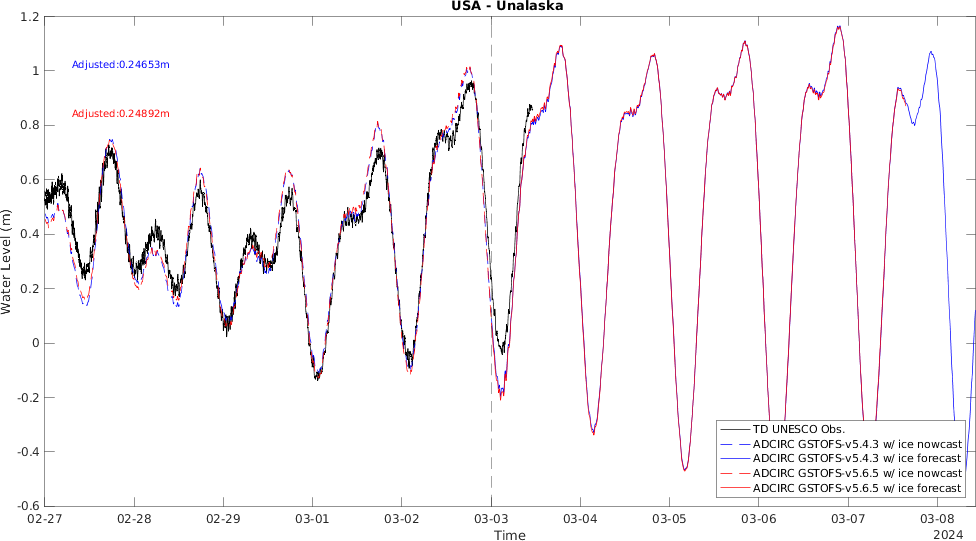 USA - Unalaska
Adjusted:0.24653m
Adjusted:0.24892m
Water Level (m)
1.2
1
0.8
0.6
0.4
0.2
0
-0.2
-0.4
-0.6
TD UNESCO Obs.
ADCIRC GSTOFS-v5.4.3 w/ ice nowcast
ADCIRC GSTOFS-v5.4.3 w/ ice forecast
ADCIRC GSTOFS-v5.6.5 w/ ice nowcast
ADCIRC GSTOFS-v5.6.5 w/ ice forecast
02-27 02-28 02-29 03-01 03-02 03-03 03-04 03-05 03-06 03-07 03-08
Time
2024